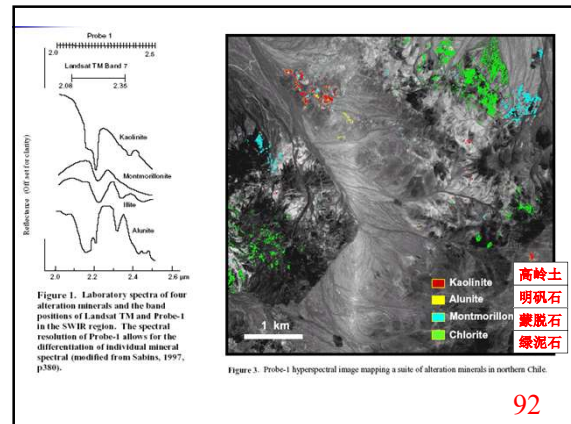 Probe 1
2.0 2.5
Landsat TM Band 7
2.08 2.35
Reflectance (Off set for clarity)
Kaolinite
Montmorillonite
Illite
Alunite
2.0 2.2 2.4 2.6 µm
Figure 1. Laboratory spectra of four
alteration minerals and the band
positions of Landsat TM and Probe-1
in the SWIR region. The spectral
resolution of Probe-1 allows for the
differentiation of individual mineral
spectral (modified from Sabins, 1997,
p380).
Kaolinite 高岭土
Alunite 明矾石
Montmorillon 蒙脱石
Chlorite 绿泥石
1 km
Figure 3. Probe-1 hyperspectral image mapping a suite of alteration minerals in northern Chile.
92